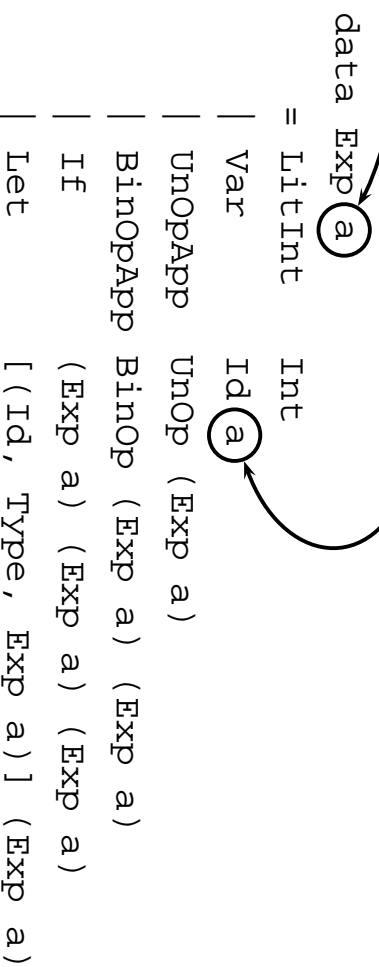 data Exp a
= LitInt Int
| Var Id a
| UnOpApp UnOp (Exp a)
| BinOpApp BinOp (Exp a) (Exp a)
| If (Exp a) (Exp a) (Exp a)
| Let [(Id, Type, Exp a)] (Exp a)